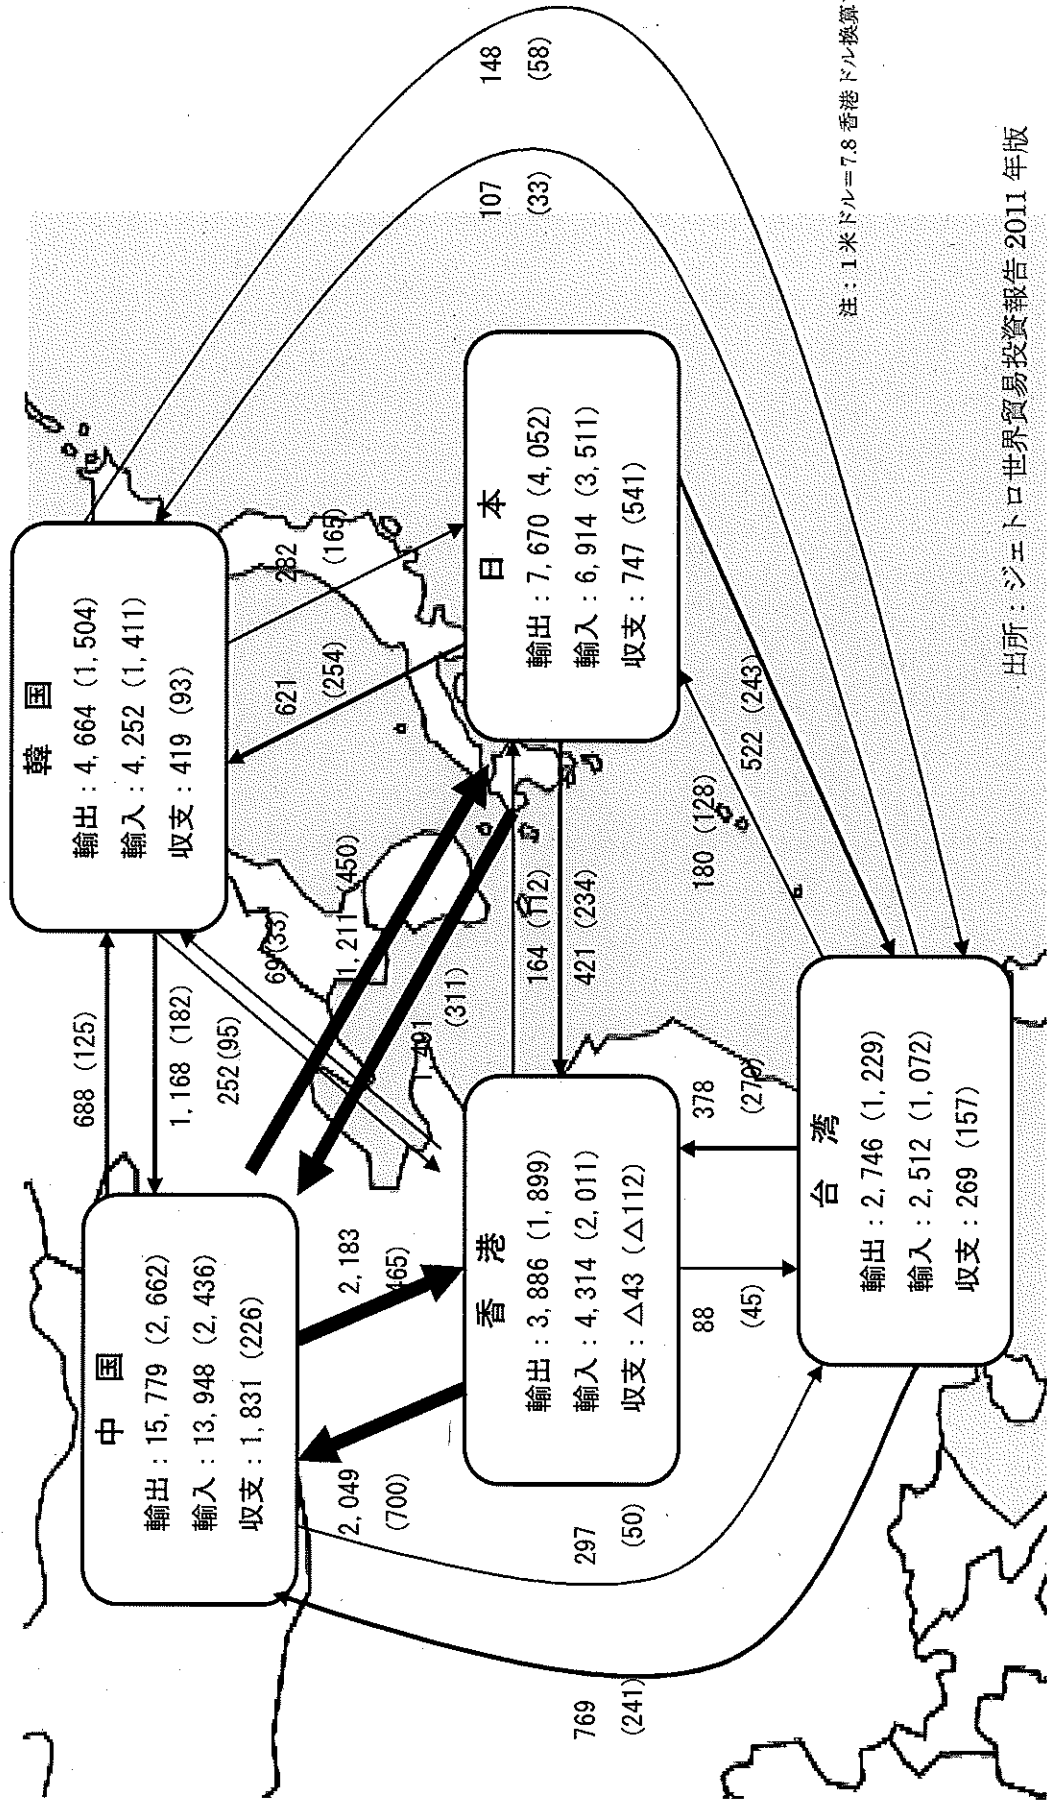 中 国
輸出：15,779 (2,662)
輸入：13,948 (2,436)
収支：1,831 (226)
韓 国
輸出：4,664 (1,504)
輸入：4,252 (1,411)
収支：419 (93)
日 本
輸出：7,670 (4,052)
輸入：6,914 (3,511)
収支：747 (541)
香 港
輸出：3,886 (1,899)
輸入：4,314 (2,011)
収支：△43 (△112)
台 湾
輸出：2,746 (1,229)
輸入：2,512 (1,072)
収支：269 (157)
688 (125)
1,168 (182)
252(95)
69(33)
1,211(450)
1,491
(311)
621
(254)
282
(165)
2,183
465)
2,049
(700)
164 (112)
421 (234)
378
88
(45)
180 (128)
522 (243)
297
(50)
769
(241)
148
(58)
107
(33)
注：1 米ドル＝7.8 香港ドル換算
出所：ジェトロ世界貿易投資報告 2011 年版